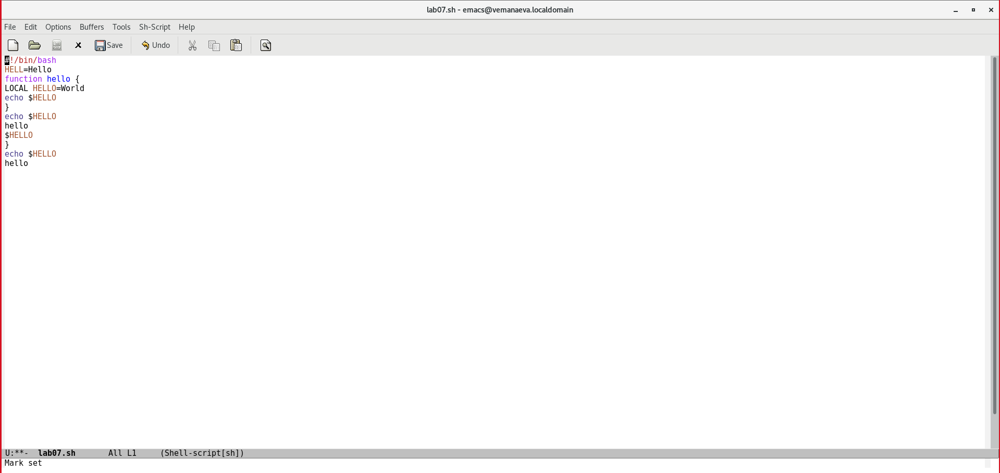 lab07.sh - emacs@vemanaeva.localdomain
File Edit Options Buffers Tools Sh-Script Help
Save Undo
#!/bin/bash
HELL=Hello
function hello {
LOCAL HELLO=World
echo $HELLO
}
echo $HELLO
hello
$HELLO
}
echo $HELLO
hello
U:**- lab07.sh All L1 (Shell-script[sh])
Mark set